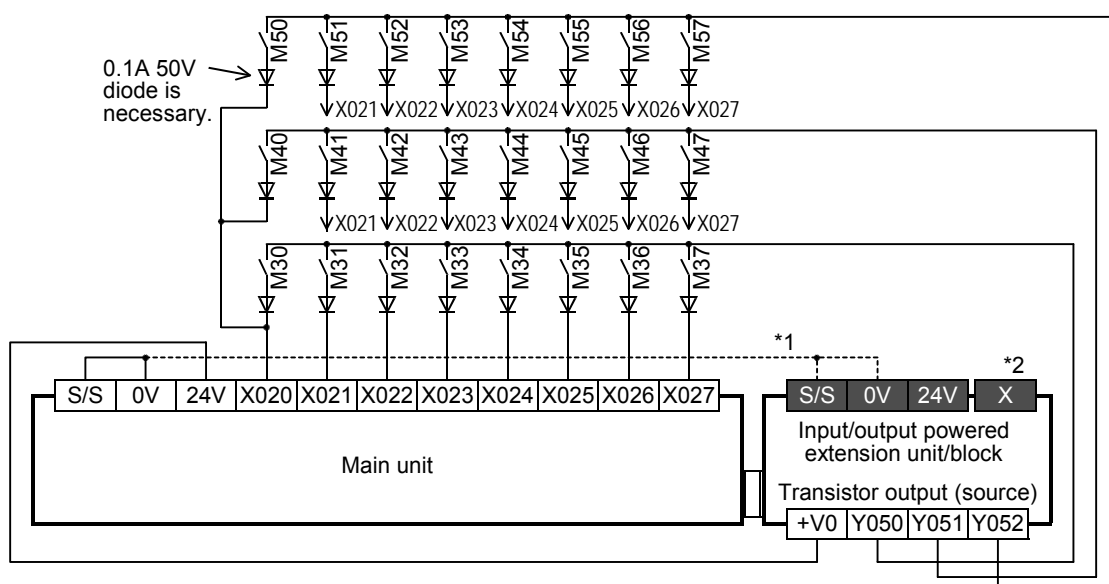 M50 M51 M52 M53 M54 M55 M56 M57
0.1A 50V
diode is
necessary.
X021 X022 X023 X024 X025 X026 X027
M40 M41 M42 M43 M44 M45 M46 M47
X021 X022 X023 X024 X025 X026 X027
M30 M31 M32 M33 M34 M35 M36 M37
*1
*2
S/S 0V 24V X020 X021 X022 X023 X024 X025 X026 X027
S/S 0V 24V X
Main unit
Input/output powered
extension unit/block
Transistor output (source)
+V0 Y050 Y051 Y052